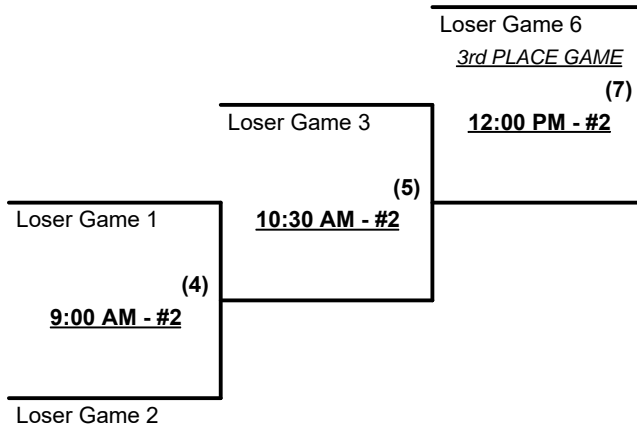 Loser Game 6
3rd PLACE GAME
(7)
12:00 PM - #2
Loser Game 3
(5)
10:30 AM - #2
Loser Game 1
(4)
9:00 AM - #2
Loser Game 2